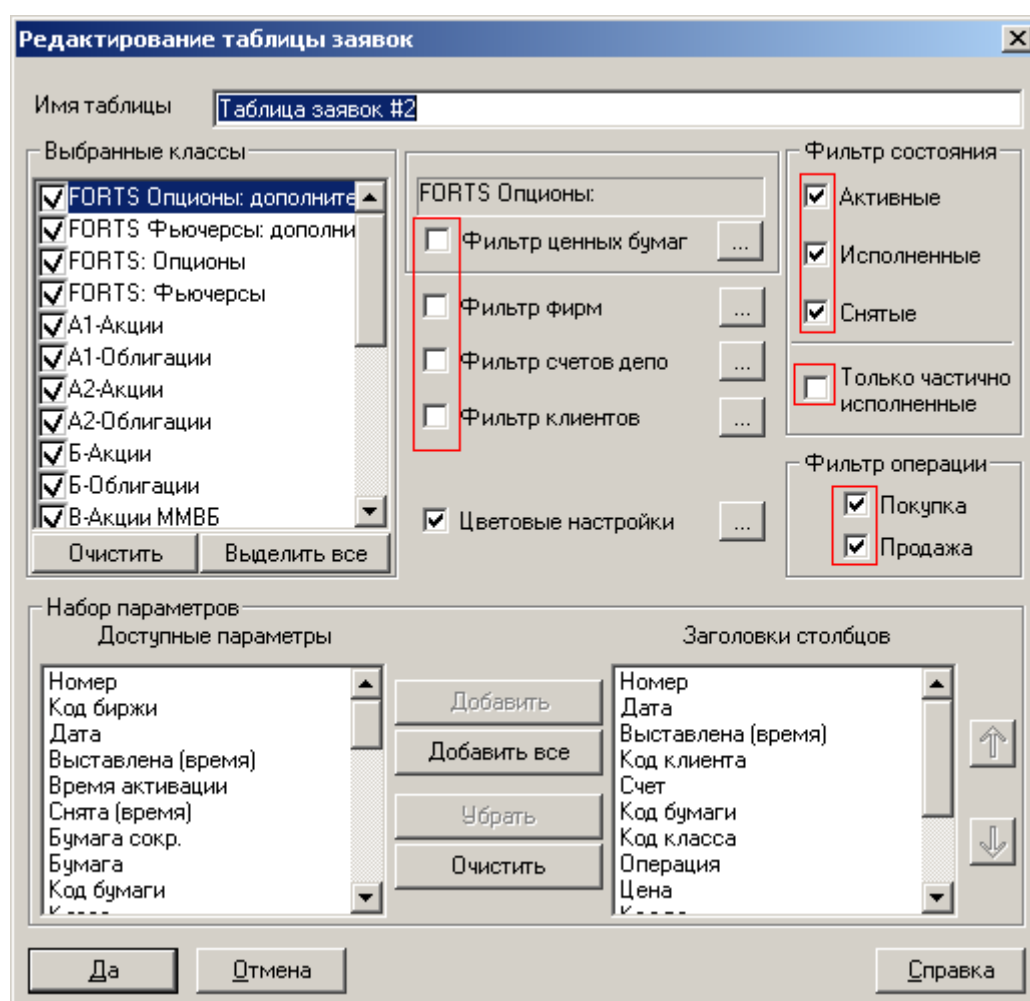 Редактирование таблицы заявок
Имя таблицы
Таблица заявок #2
Выбранные классы
FORTS Опционы: дополните
FORTS Фьючерсы: дополни
FORTS: Опционы
FORTS: Фьючерсы
А1-Акции
А1-Облигации
А2-Акции
А2-Облигации
Б-Акции
Б-Облигации
В-Акции ММВБ
Очистить
Выделить все
FORTS Опционы:
Фильтр ценных бумаг
...
Фильтр фирм
...
Фильтр счетов депо
...
Фильтр клиентов
...
Цветовые настройки
...
Фильтр состояния
Активные
Исполненные
Снятые
Только частично
исполненные
Фильтр операции
Покупка
Продажа
Набор параметров
Доступные параметры
Номер
Код биржи
Дата
Выставлена (время)
Время активации
Снята (время)
Бумага сокр.
Бумага
Код бумаги
Добавить
Добавить все
Убрать
Очистить
Заголовки столбцов
Номер
Дата
Выставлена (время)
Код клиента
Счет
Код бумаги
Код класса
Операция
Цена
Да
Отмена
Справка